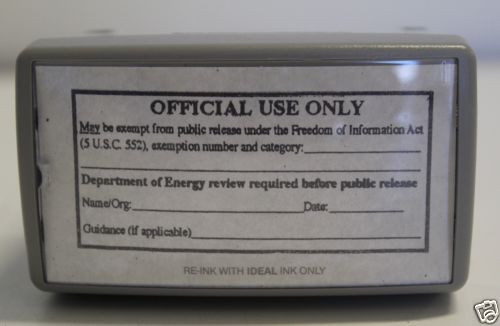 OFFICIAL USE ONLY
May be exempt from public release under the Freedom of Information Act
(5 U.S.C. 552), exemption number and category:
Department of Energy review required before public release
Name/Org: Date:
Guidance (if applicable)
RE-INK WITH IDEAL INK ONLY